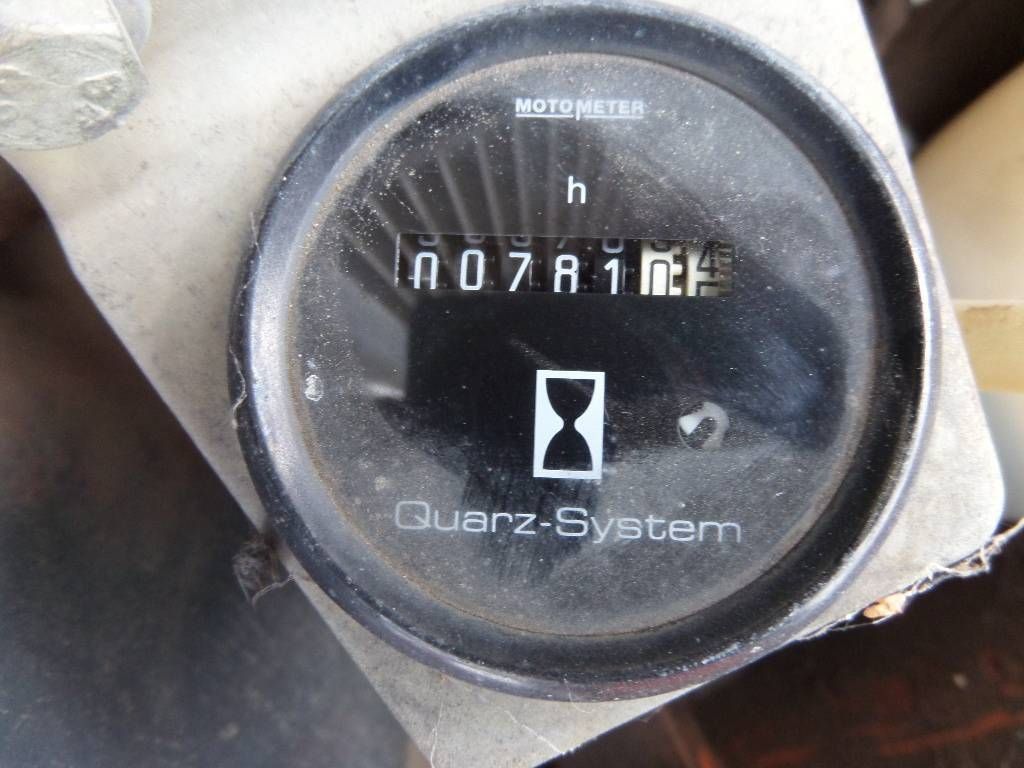 MOTOMETER
h
00781
Quarz-System